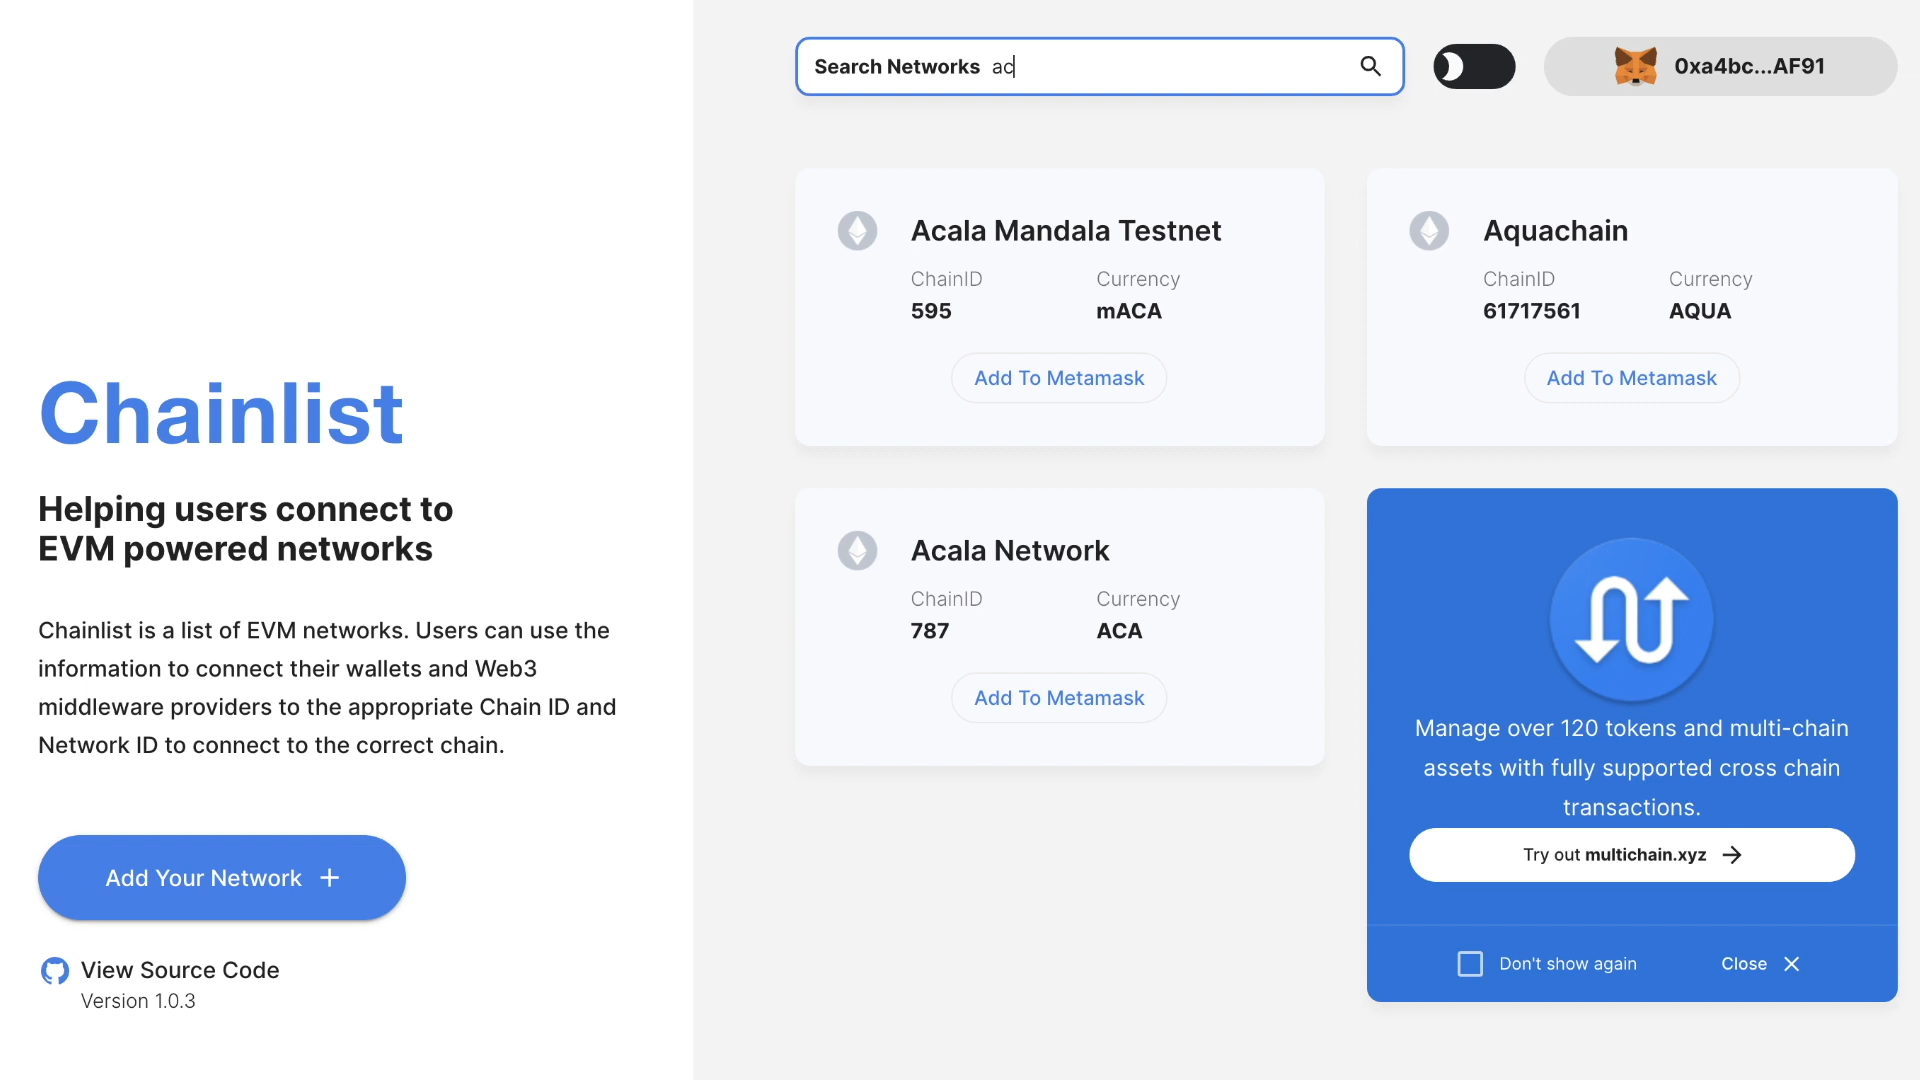 Search Networks ac
0xa4bc...AF91
Chainlist
Helping users connect to
EVM powered networks
Chainlist is a list of EVM networks. Users can use the
information to connect their wallets and Web3
middleware providers to the appropriate Chain ID and
Network ID to connect to the correct chain.
Add Your Network +
View Source Code
Version 1.0.3
Acala Mandala Testnet
ChainID Currency
595 mACA
Add To Metamask
Aquachain
ChainID Currency
61717561 AQUA
Add To Metamask
Acala Network
ChainID Currency
787 ACA
Add To Metamask
Manage over 120 tokens and multi-chain
assets with fully supported cross chain
transactions.
Try out multichain.xyz
Don't show again Close